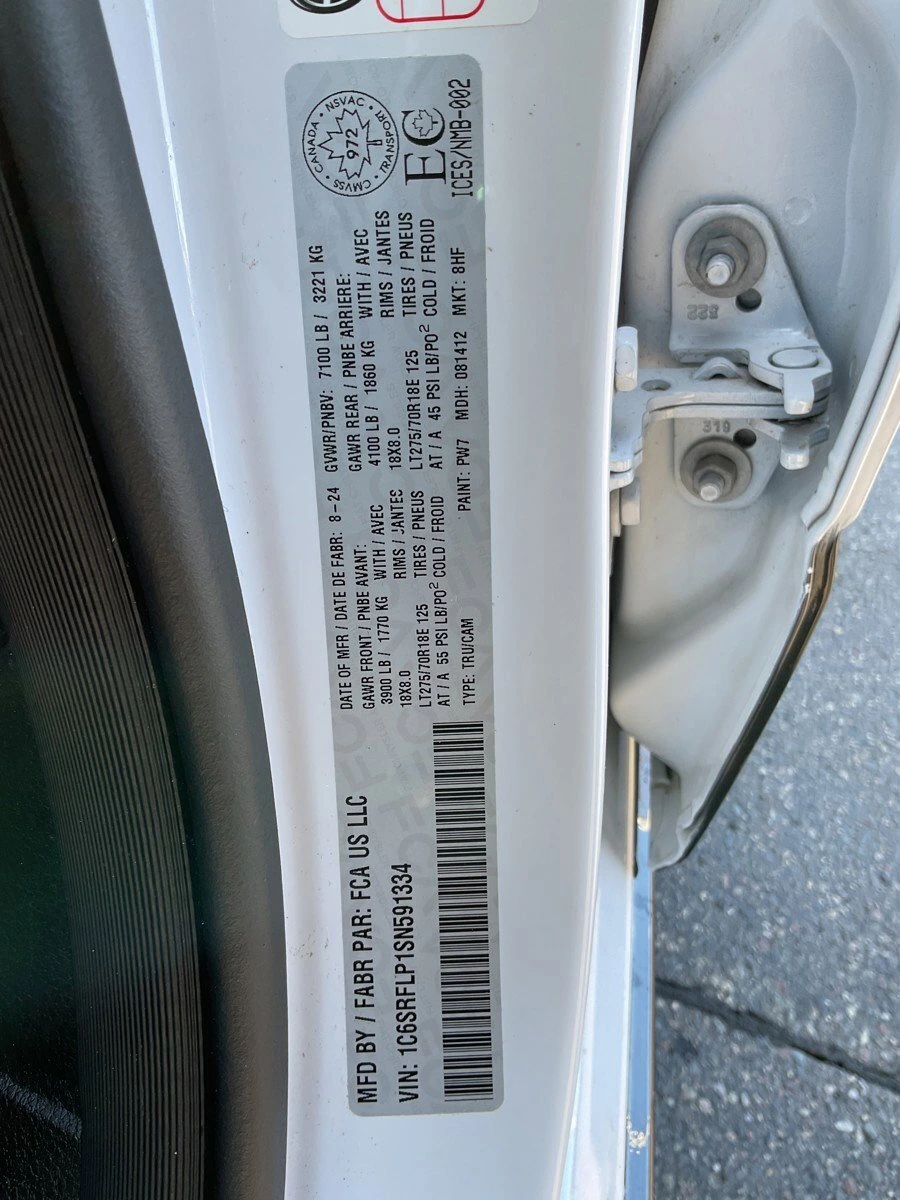 MFD BY / FABR PAR: FCA US LLC
VIN: 1C6SRFLP1SN591334
DATE OF MFR / DATE DE FABR: 8-24
GAWR FRONT / PNBE AVANT:
3900 LB / 1770 KG WITH / AVEC
18X8.0 RIMS / JANTES
LT275/70R18E 125 TIRES / PNEUS
AT / A 55 PSI LB/PO² COLD / FROID
TYPE: TRU/CAM PAINT: PW7 MDH: 081412 MKT: 8HF
GVWR/PNBV: 7100 LB / 3221 KG
GAWR REAR / PNBE ARRIERE:
4100 LB / 1860 KG WITH / AVEC
18X8.0 RIMS / JANTES
LT275/70R18E 125 TIRES / PNEUS
AT / A 45 PSI LB/PO² COLD / FROID
CANADA • NSVAC • TRANSPORT • CMVSS •
972
EC
ICES/NMB-002
322
319